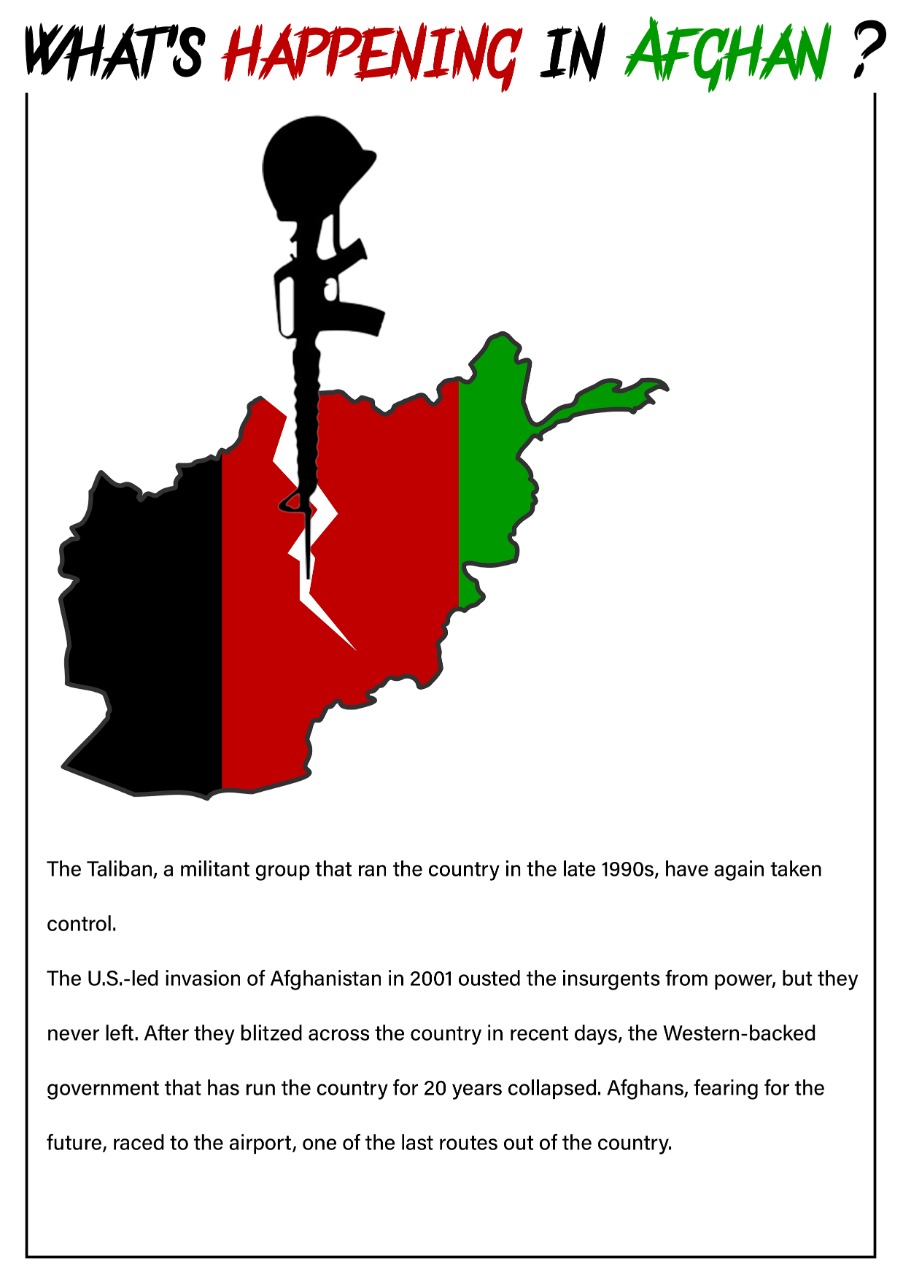 WHAT'S HAPPENING IN AFGHAN ?
The Taliban, a militant group that ran the country in the late 1990s, have again taken
control.
The U.S.-led invasion of Afghanistan in 2001 ousted the insurgents from power, but they
never left. After they blitzed across the country in recent days, the Western-backed
government that has run the country for 20 years collapsed. Afghans, fearing for the
future, raced to the airport, one of the last routes out of the country.